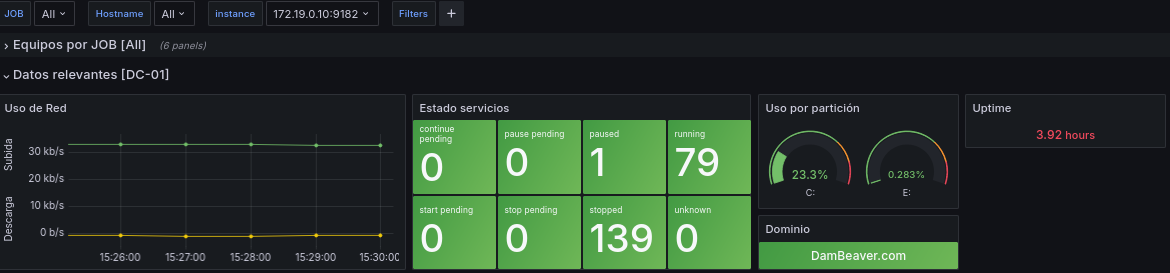 JOB All Hostname All instance 172.19.0.10:9182 Filters +
Equipos por JOB [All] (6 panels)
Datos relevantes [DC-01]
Uso de Red
Subida
Descarga
30 kb/s
20 kb/s
10 kb/s
0 b/s
15:26:00 15:27:00 15:28:00 15:29:00 15:30:00
Estado servicios
continue
pending
0
pause pending
0
paused
1
running
79
start pending
0
stop pending
0
stopped
139
unknown
0
Uso por partición
23.3%
C:
0.283%
E:
Dominio
DamBeaver.com
Uptime
3.92 hours